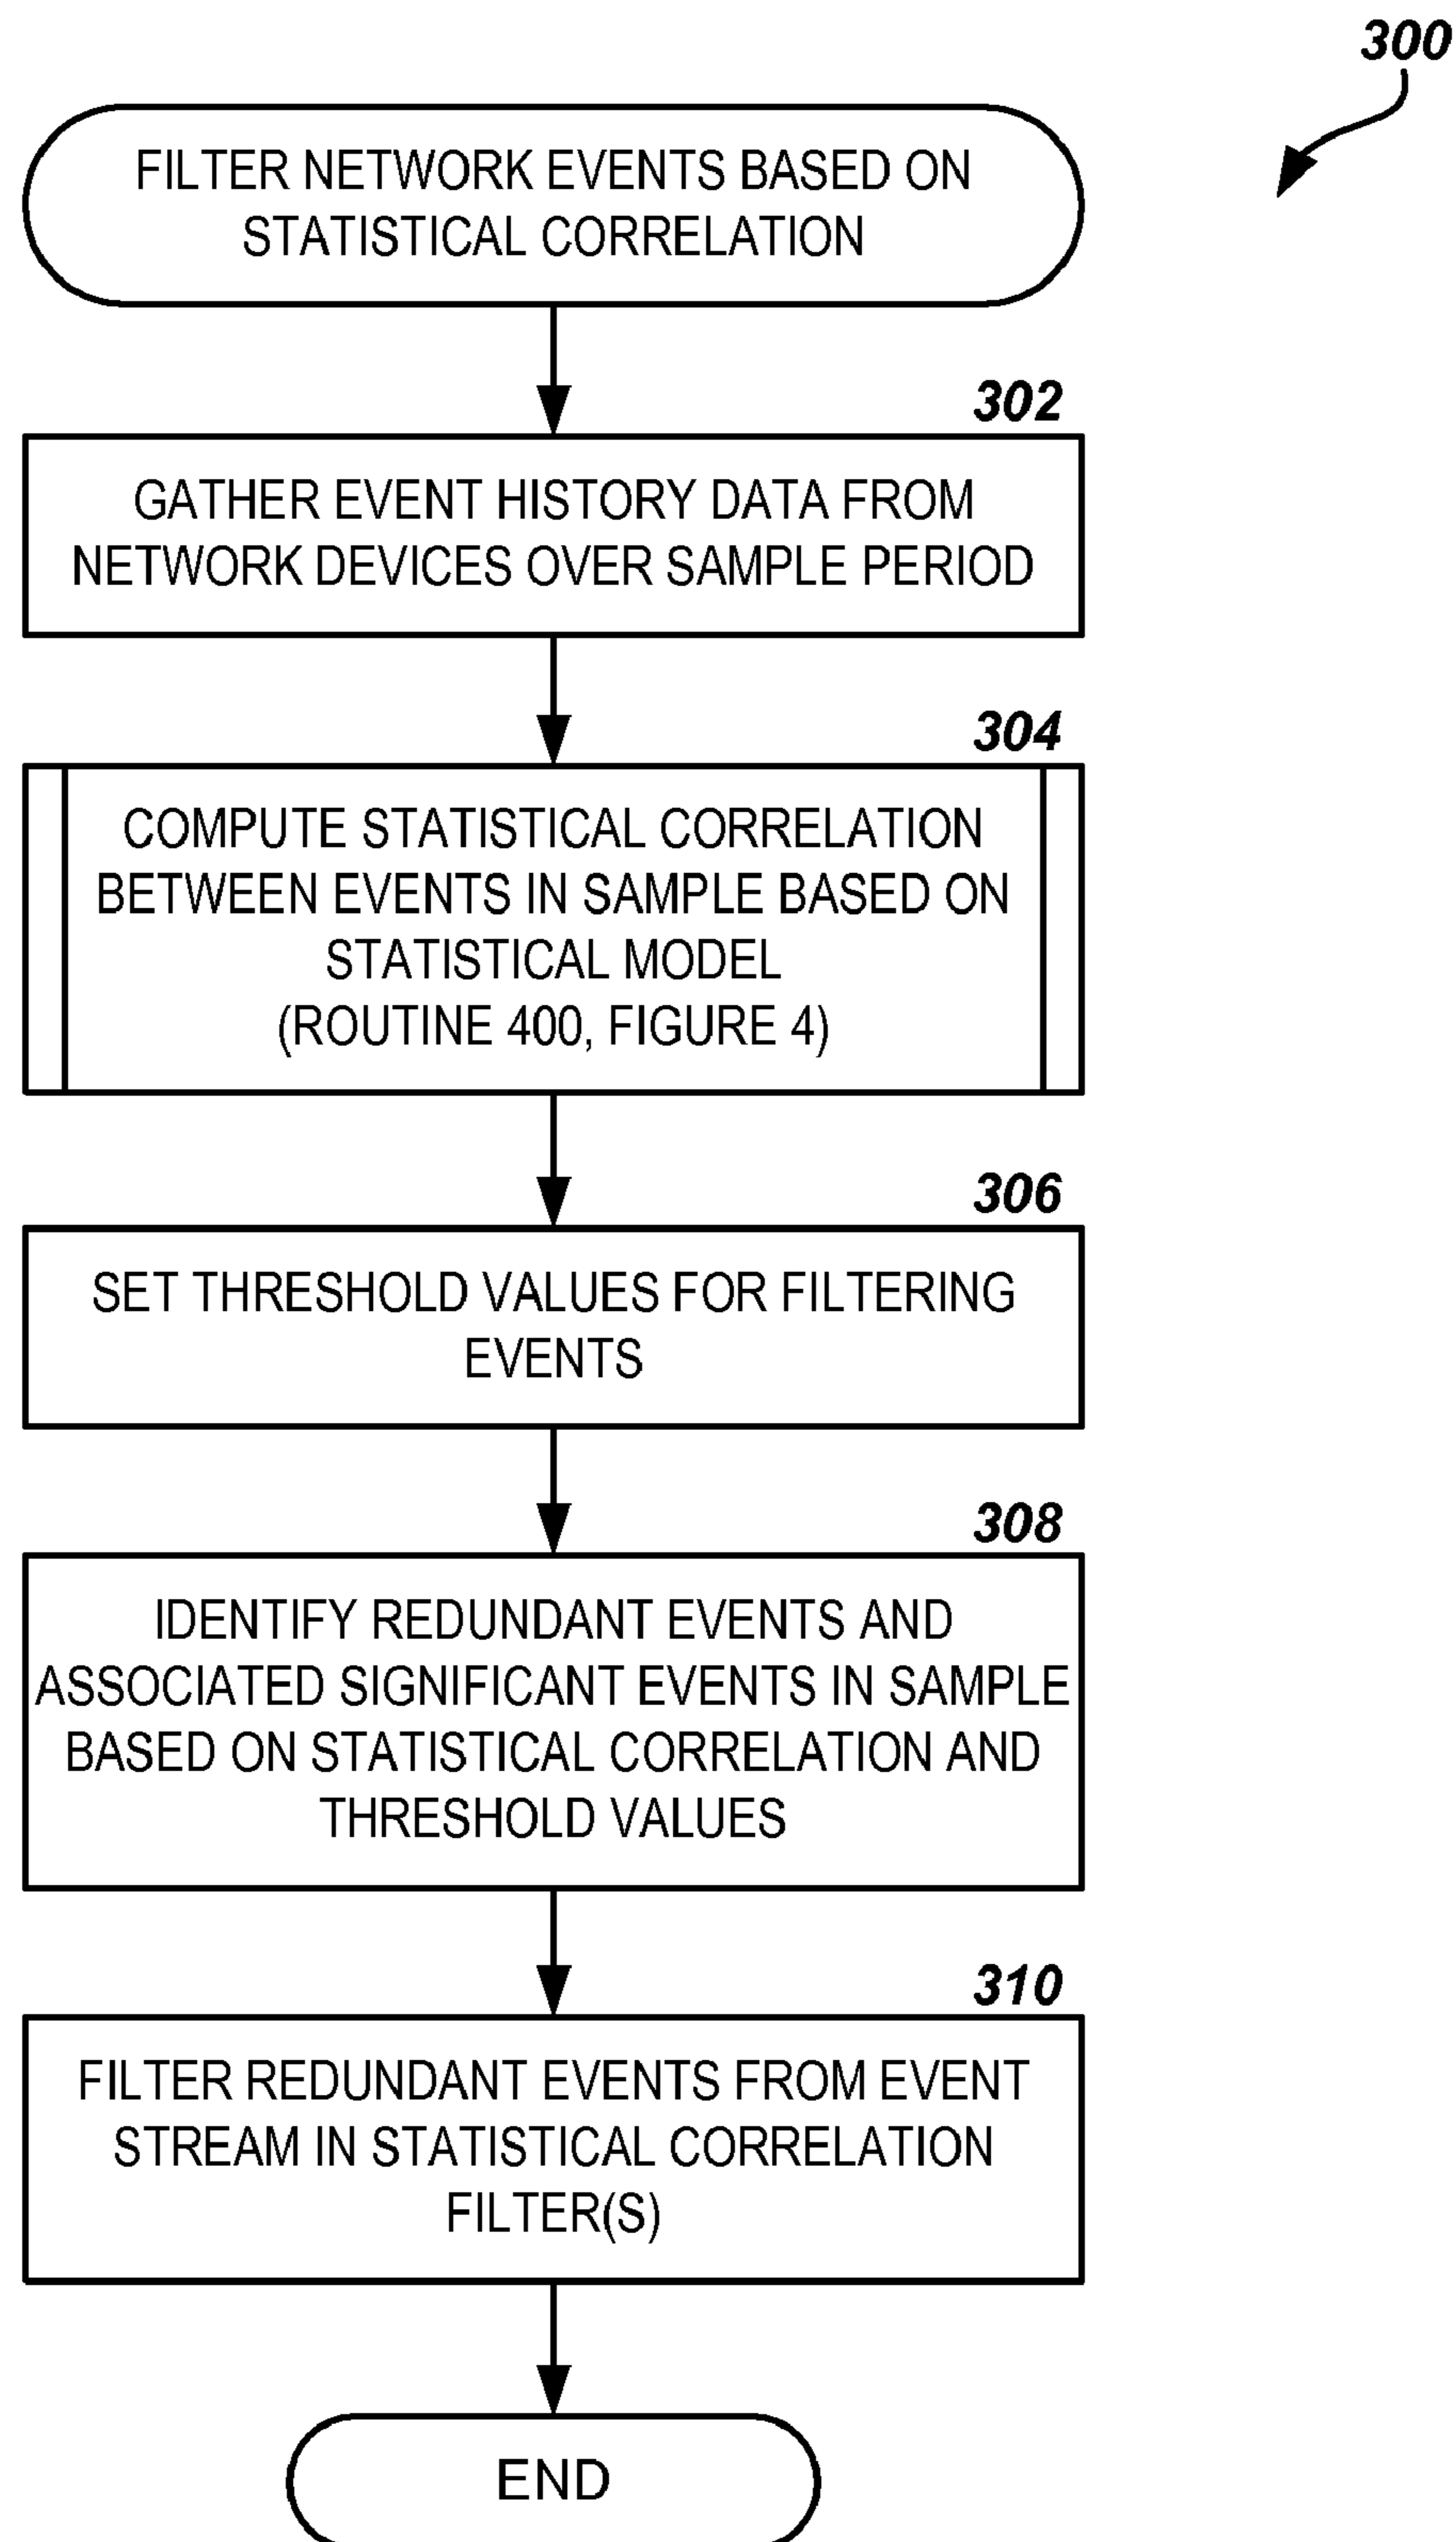 300
FILTER NETWORK EVENTS BASED ON
STATISTICAL CORRELATION
302
GATHER EVENT HISTORY DATA FROM
NETWORK DEVICES OVER SAMPLE PERIOD
304
COMPUTE STATISTICAL CORRELATION
BETWEEN EVENTS IN SAMPLE BASED ON
STATISTICAL MODEL
(ROUTINE 400, FIGURE 4)
306
SET THRESHOLD VALUES FOR FILTERING
EVENTS
308
IDENTIFY REDUNDANT EVENTS AND
ASSOCIATED SIGNIFICANT EVENTS IN SAMPLE
BASED ON STATISTICAL CORRELATION AND
THRESHOLD VALUES
310
FILTER REDUNDANT EVENTS FROM EVENT
STREAM IN STATISTICAL CORRELATION
FILTER(S)
END